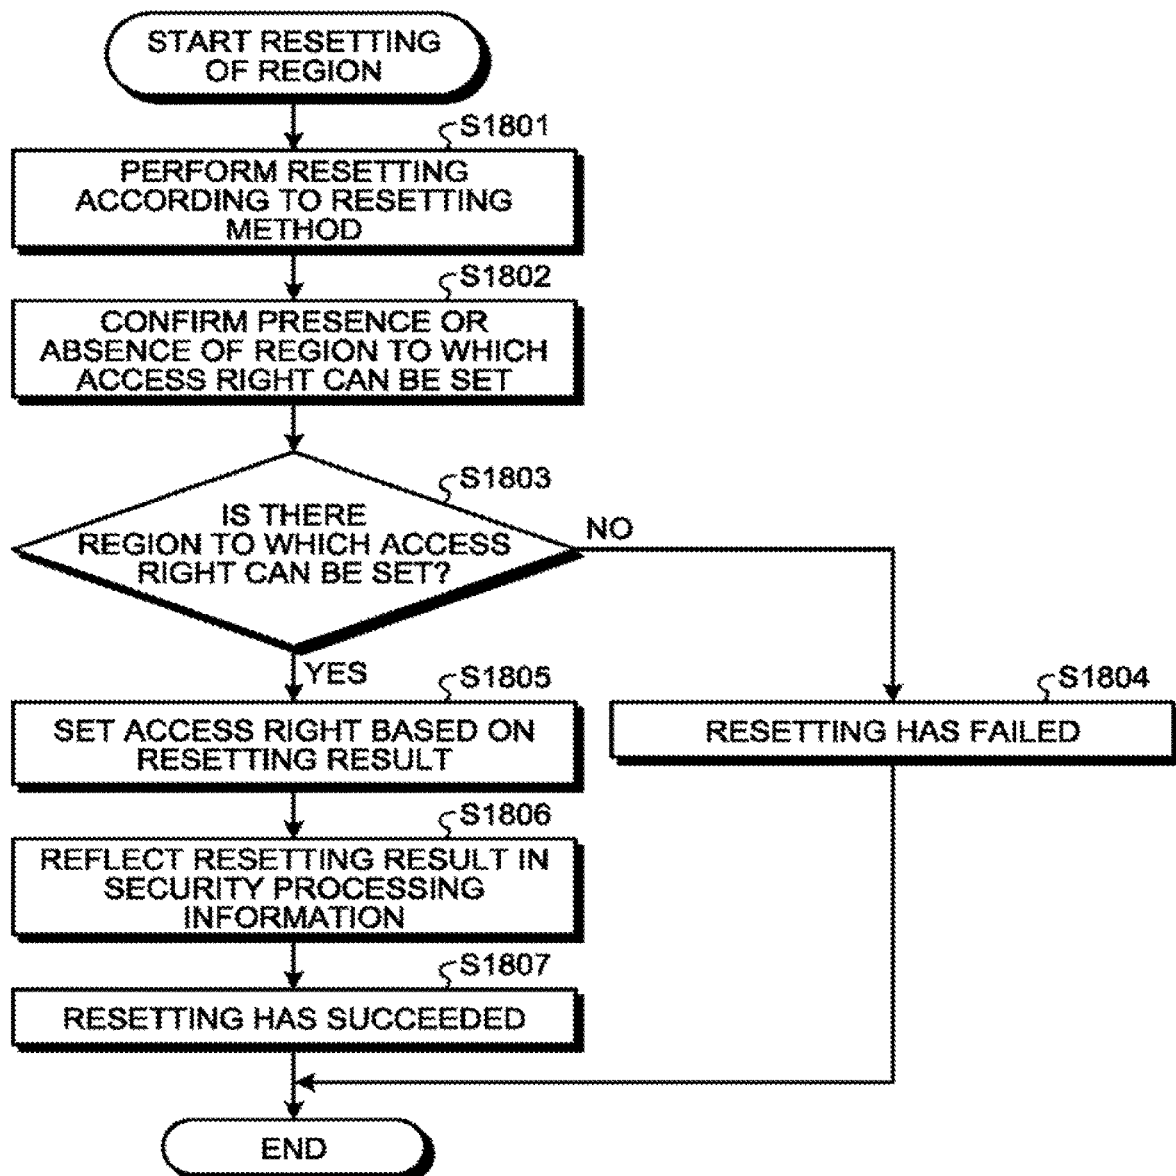 START RESETTING
OF REGION
S1801
PERFORM RESETTING
ACCORDING TO RESETTING
METHOD
S1802
CONFIRM PRESENCE OR
ABSENCE OF REGION TO WHICH
ACCESS RIGHT CAN BE SET
S1803
IS THERE
REGION TO WHICH ACCESS
RIGHT CAN BE SET?
NO
YES
S1805
SET ACCESS RIGHT BASED ON
RESETTING RESULT
S1804
RESETTING HAS FAILED
S1806
REFLECT RESETTING RESULT IN
SECURITY PROCESSING
INFORMATION
S1807
RESETTING HAS SUCCEEDED
END